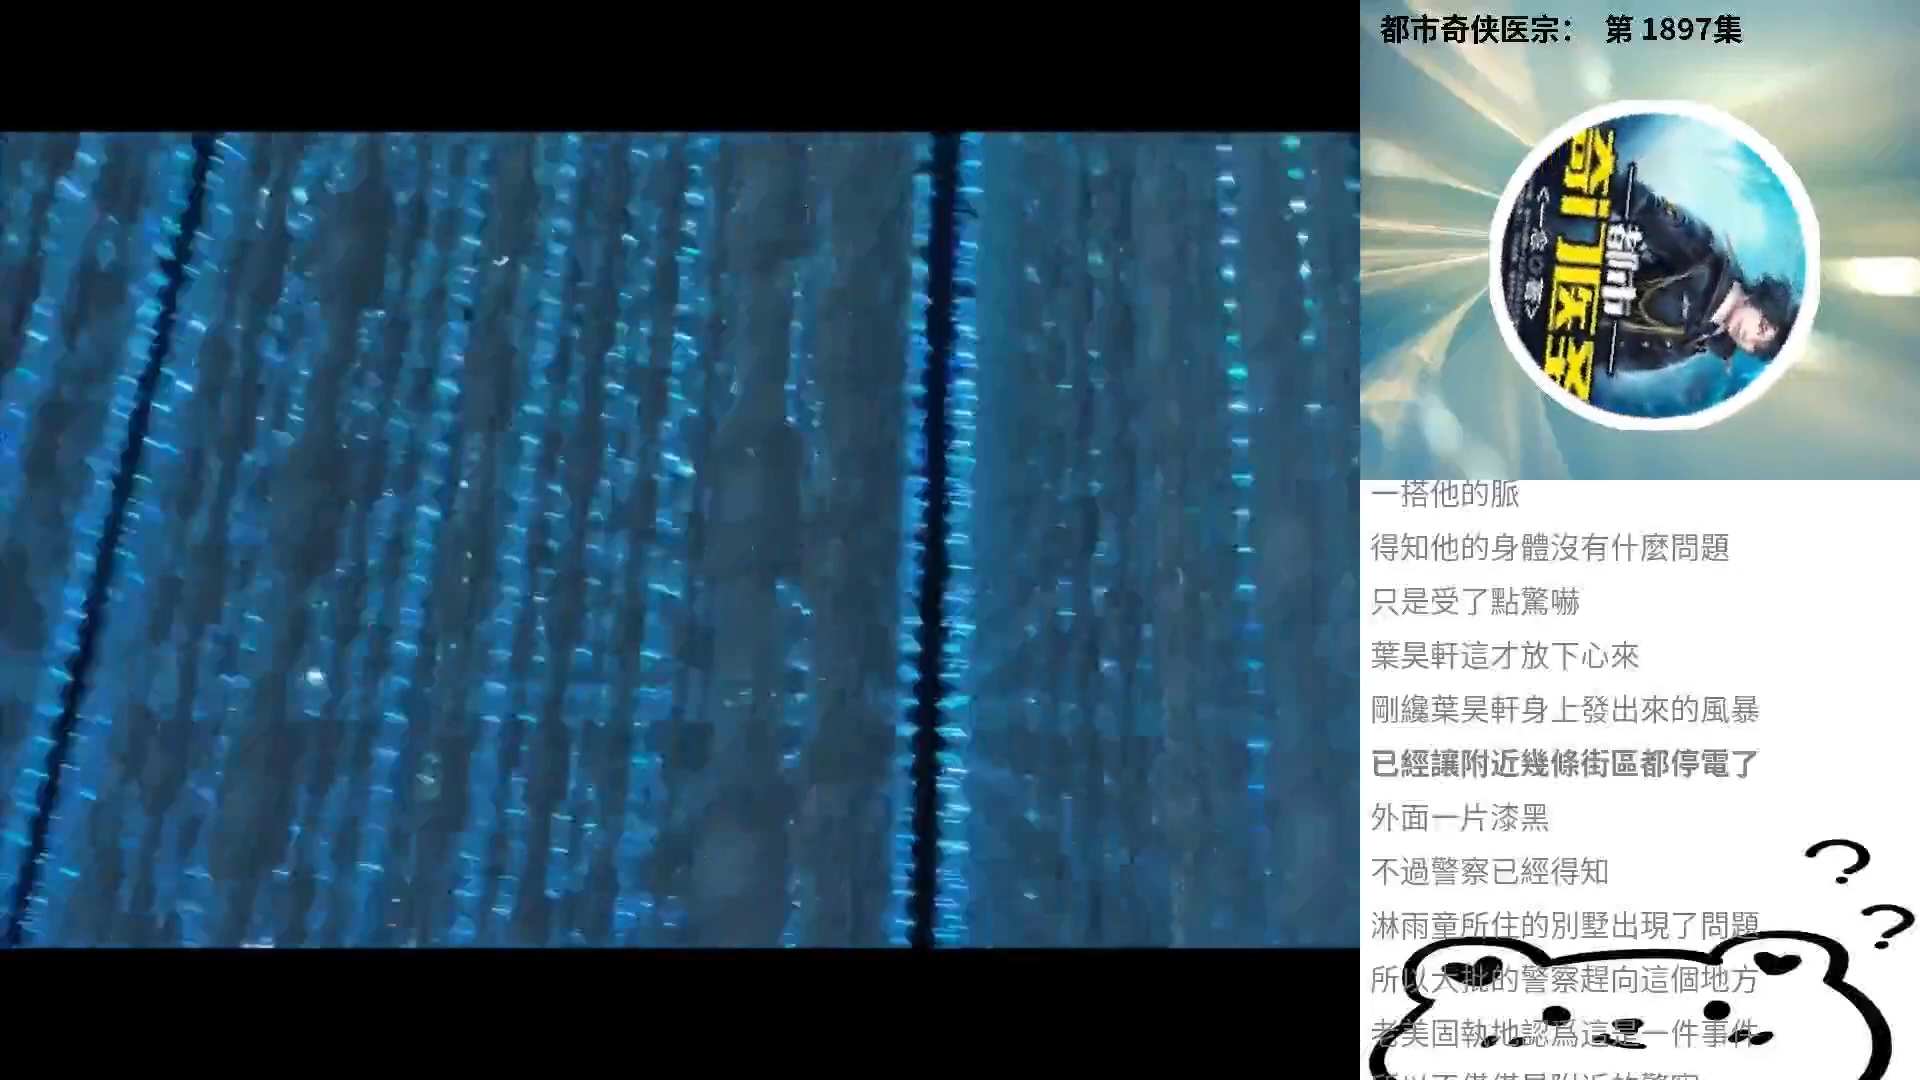 都市奇侠医宗： 第 1897集
奇门医圣
都市
一搭他的脈
得知他的身體沒有什麼問題
只是受了點驚嚇
葉昊軒這才放下心來
剛纔葉昊軒身上發出來的風暴
已經讓附近幾條街區都停電了
外面一片漆黑
不過警察已經得知
淋雨童所住的別墅出現了問題
所以大批的警察趕向這個地方
老美固執地認爲這是一件事件